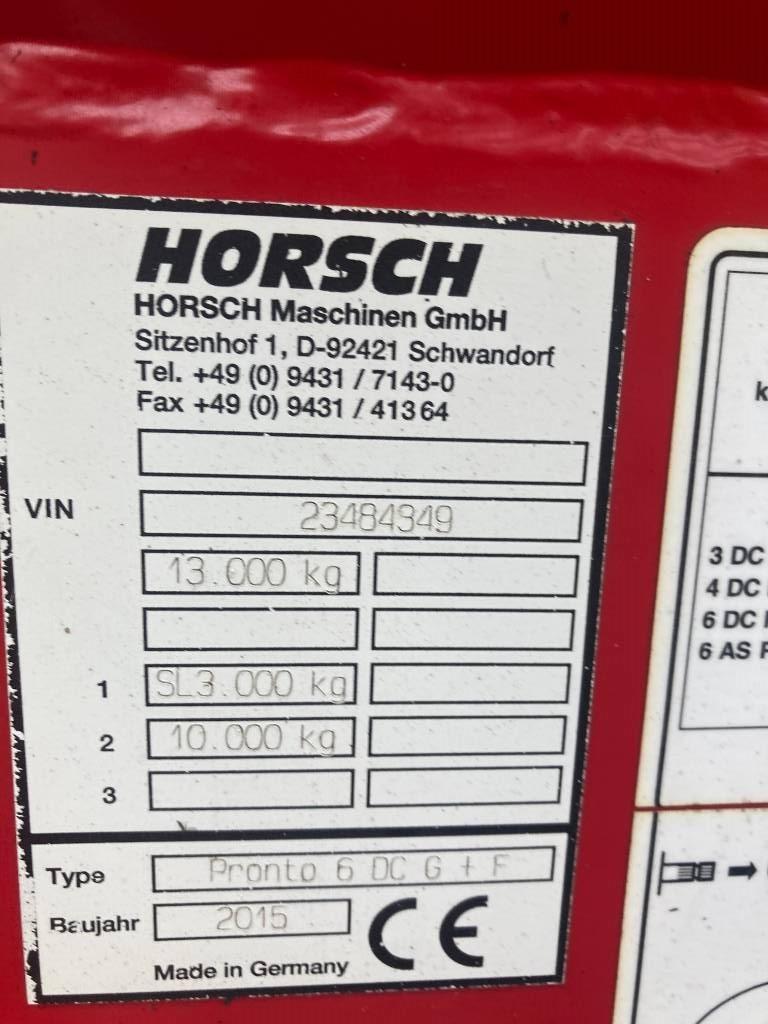 HORSCH
HORSCH Maschinen GmbH
Sitzenhof 1, D-92421 Schwandorf
Tel. +49 (0) 9431 / 7143-0
Fax +49 (0) 9431 / 41364
VIN 23484349
13.000 kg
1 SL3.000 kg
2 10.000 kg
3
Type Pronto 6 DC G + F
Baujahr 2015 CE
Made in Germany
k
3 DC
4 DC
6 DC
6 AS